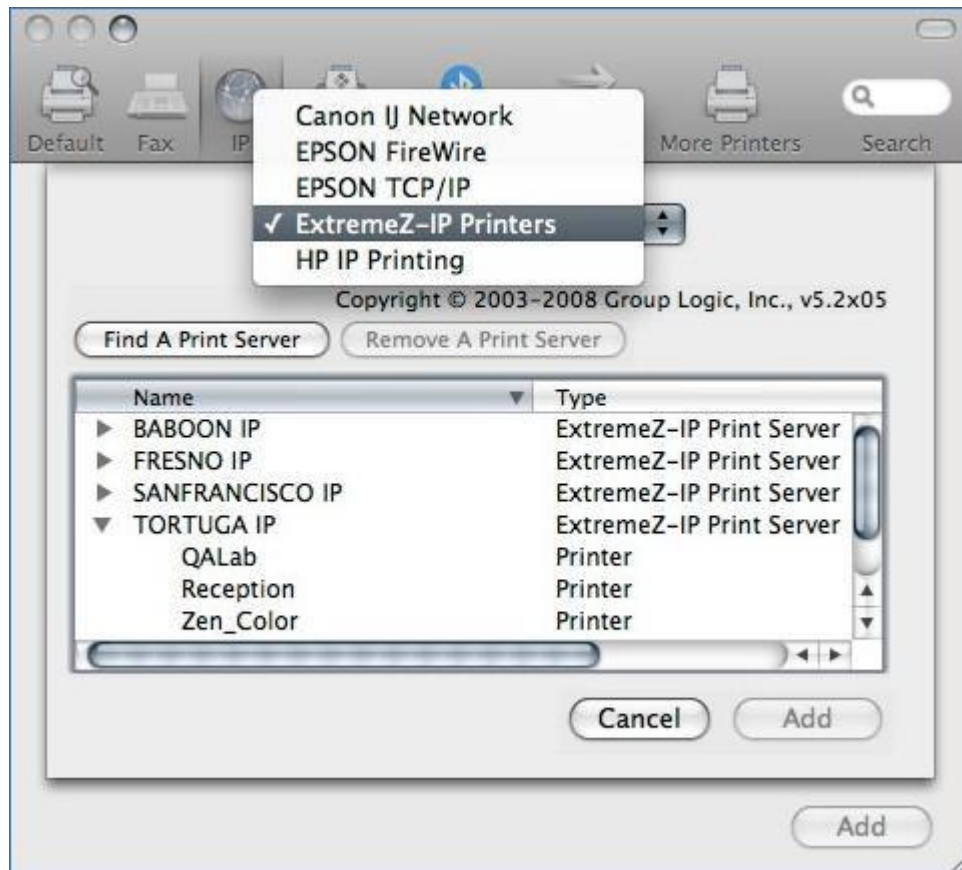 Default Fax IP More Printers Search
Canon IJ Network
EPSON FireWire
EPSON TCP/IP
✓ ExtremeZ-IP Printers
HP IP Printing
Copyright © 2003-2008 Group Logic, Inc., v5.2x05
Find A Print Server Remove A Print Server
Name Type
BABOON IP ExtremeZ-IP Print Server
FRESNO IP ExtremeZ-IP Print Server
SANFRANCISCO IP ExtremeZ-IP Print Server
TORTUGA IP ExtremeZ-IP Print Server
QALab Printer
Reception Printer
Zen_Color Printer
Cancel Add
Add